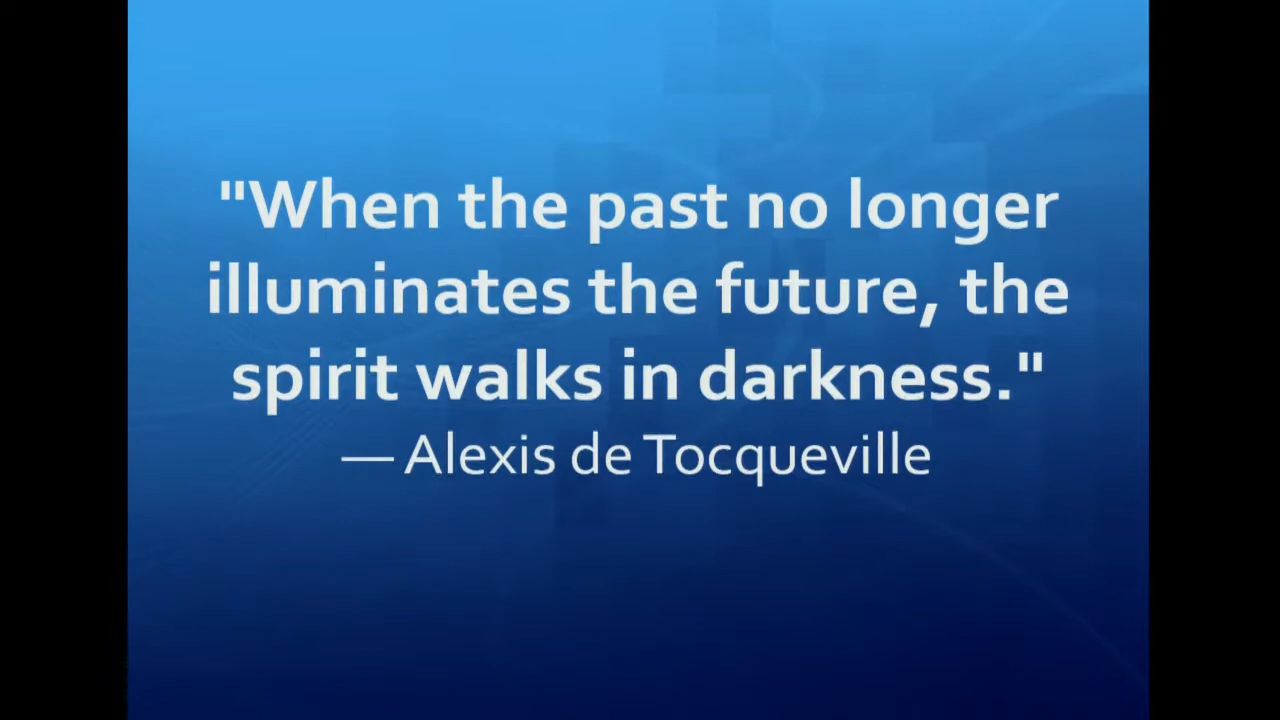 "When the past no longer
illuminates the future, the
spirit walks in darkness."
— Alexis de Tocqueville